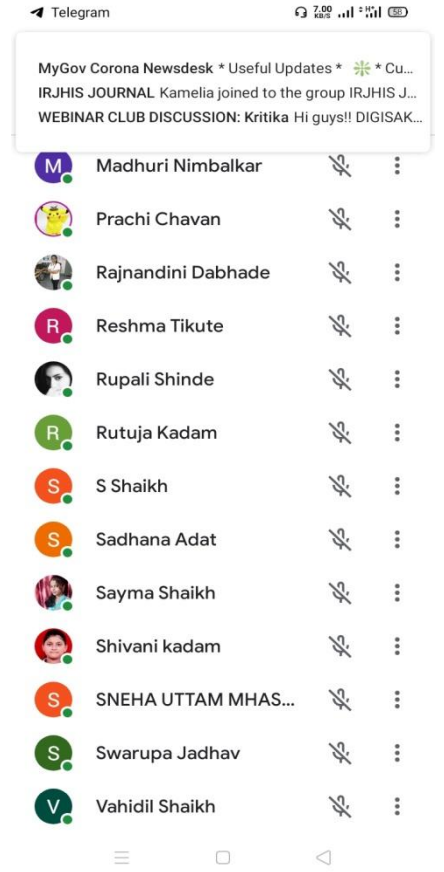 Telegram
7.00 KB/S 58
MyGov Corona Newsdesk * Useful Updates * * Cu...
IRJHIS JOURNAL Kamelia joined to the group IRJHIS J...
WEBINAR CLUB DISCUSSION: Kritika Hi guys!! DIGISAK...
M Madhuri Nimbalkar
Prachi Chavan
Rajnandini Dabhade
R Reshma Tikute
Rupali Shinde
R Rutuja Kadam
S S Shaikh
S Sadhana Adat
Sayma Shaikh
Shivani kadam
S SNEHA UTTAM MHAS...
S Swarupa Jadhav
V Vahidil Shaikh